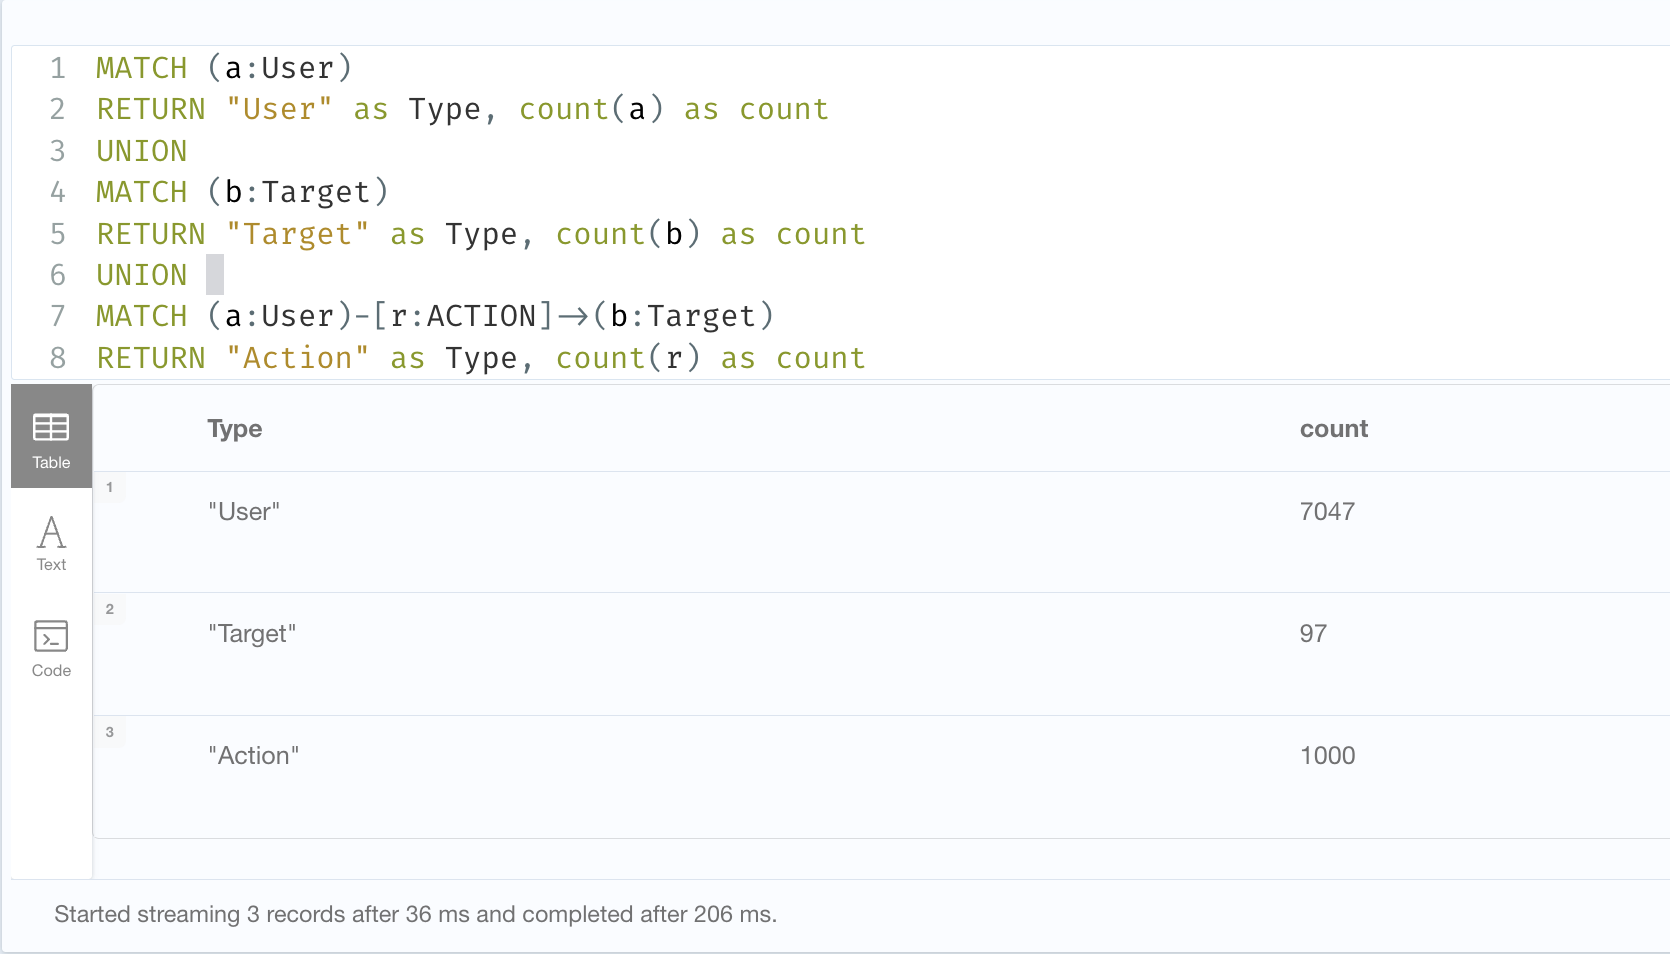 1 MATCH (a:User)
2 RETURN "User" as Type, count(a) as count
3 UNION
4 MATCH (b:Target)
5 RETURN "Target" as Type, count(b) as count
6 UNION
7 MATCH (a:User)-[r:ACTION]->(b:Target)
8 RETURN "Action" as Type, count(r) as count
Table
Text
Code
Type count
1 "User" 7047
2 "Target" 97
3 "Action" 1000
Started streaming 3 records after 36 ms and completed after 206 ms.